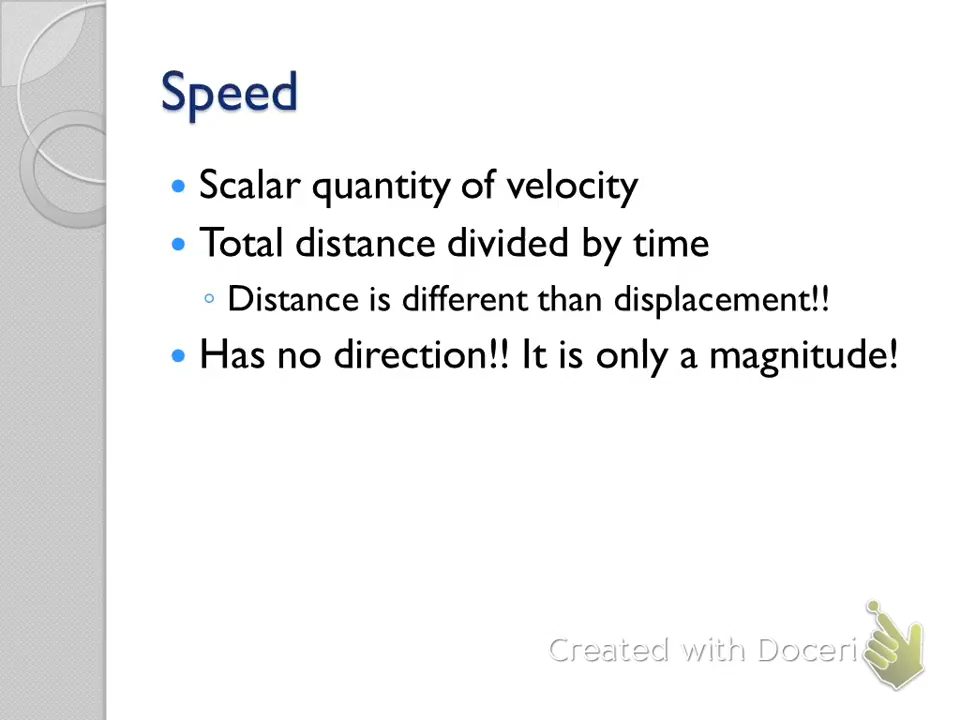 Speed
• Scalar quantity of velocity
• Total distance divided by time
◦ Distance is different than displacement!!
• Has no direction!! It is only a magnitude!
Created with Doceri